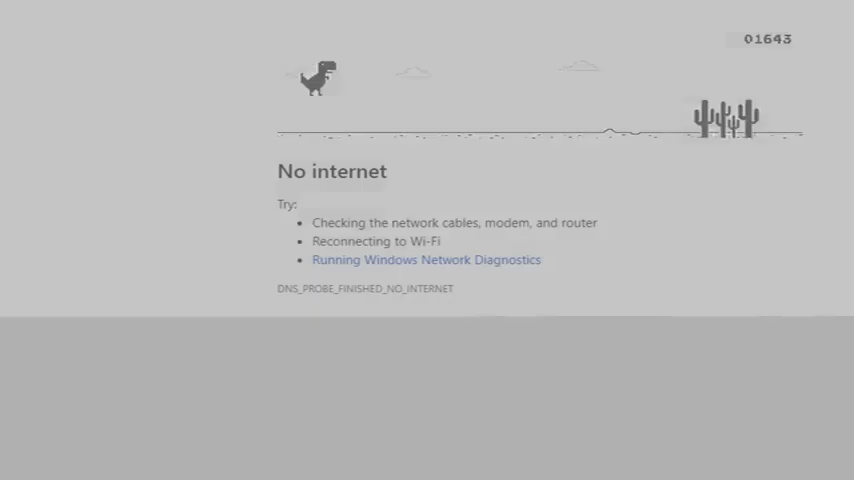 01643
No internet
Try:
• Checking the network cables, modem, and router
• Reconnecting to Wi-Fi
• Running Windows Network Diagnostics
DNS_PROBE_FINISHED_NO_INTERNET